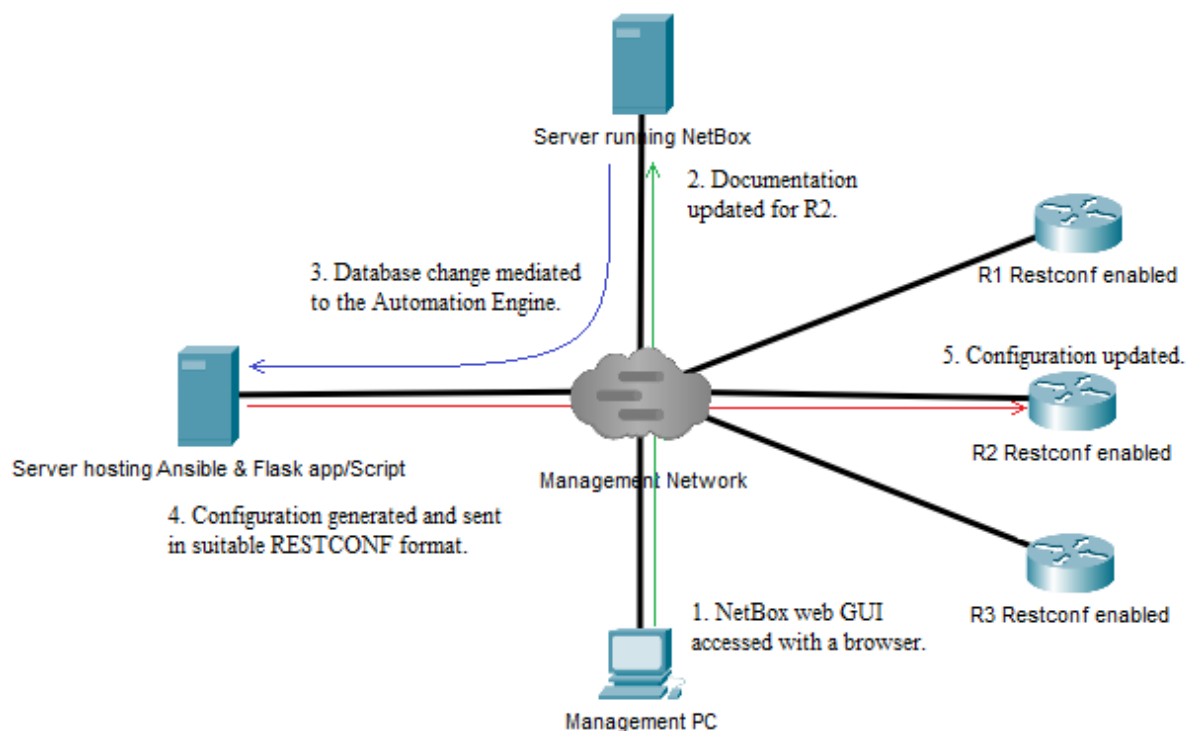 Server running NetBox
2. Documentation
updated for R2.
3. Database change mediated
to the Automation Engine.
R1 Restconf enabled
5. Configuration updated.
R2 Restconf enabled
Server hosting Ansible & Flask app/Script
Management Network
4. Configuration generated and sent
in suitable RESTCONF format.
1. NetBox web GUI
accessed with a browser.
R3 Restconf enabled
Management PC